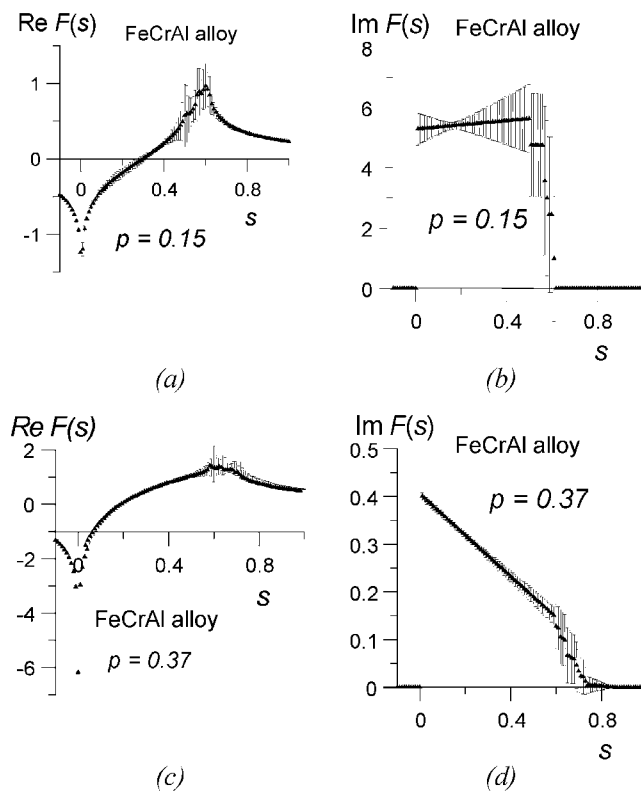 Re F(s)
FeCrAl alloy
1
0
-1
0
0.4
0.8
s
p = 0.15
(a)
Im F(s)
FeCrAl alloy
8
6
4
2
0
0
0.4
0.8
s
p = 0.15
(b)
Re F(s)
2
0
-2
-4
-6
0
0.4
0.8
s
FeCrAl alloy
p = 0.37
(c)
Im F(s)
0.5
FeCrAl alloy
0.4
p = 0.37
0.3
0.2
0.1
0
0
0.4
0.8
s
(d)